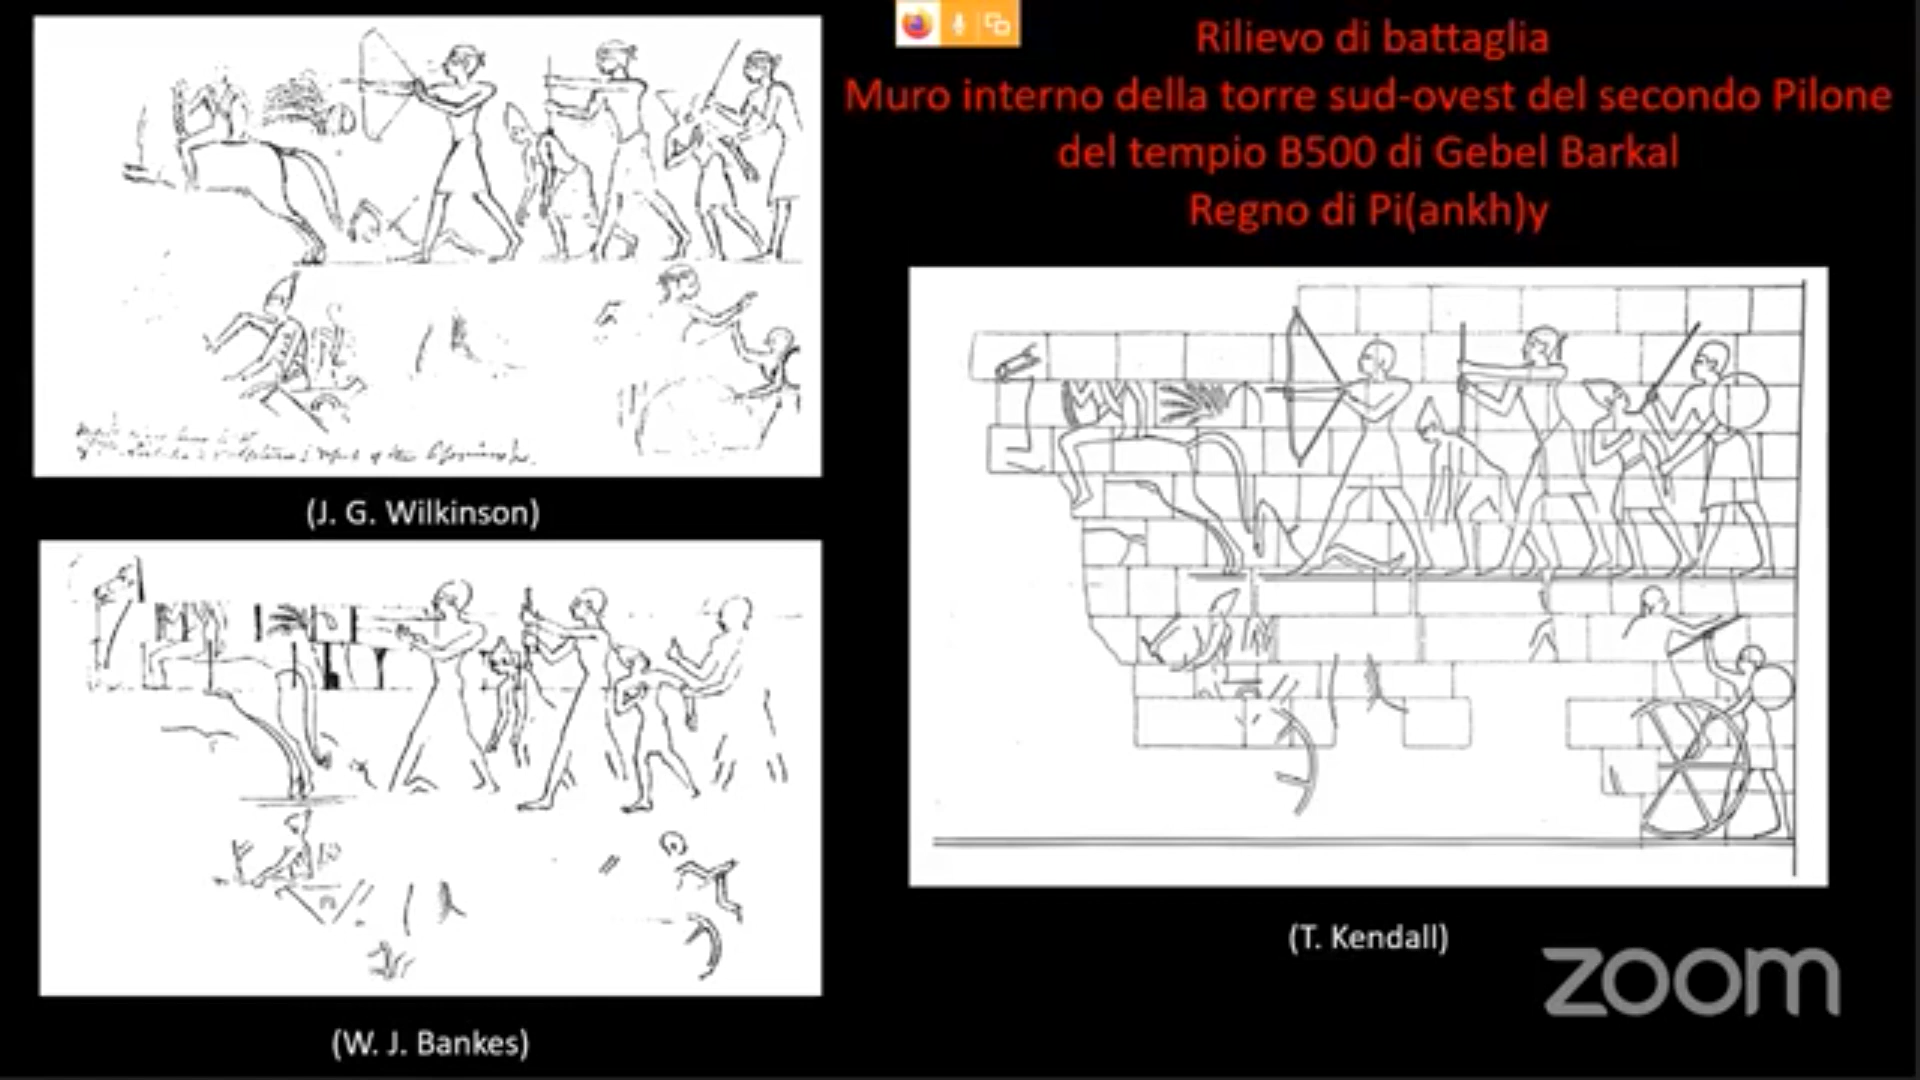 Rilievo di battaglia
Muro interno della torre sud-ovest del secondo Pilone
del tempio B500 di Gebel Barkal
Regno di Pi(ankh)y
(J. G. Wilkinson)
(W. J. Bankes)
(T. Kendall)
zoom